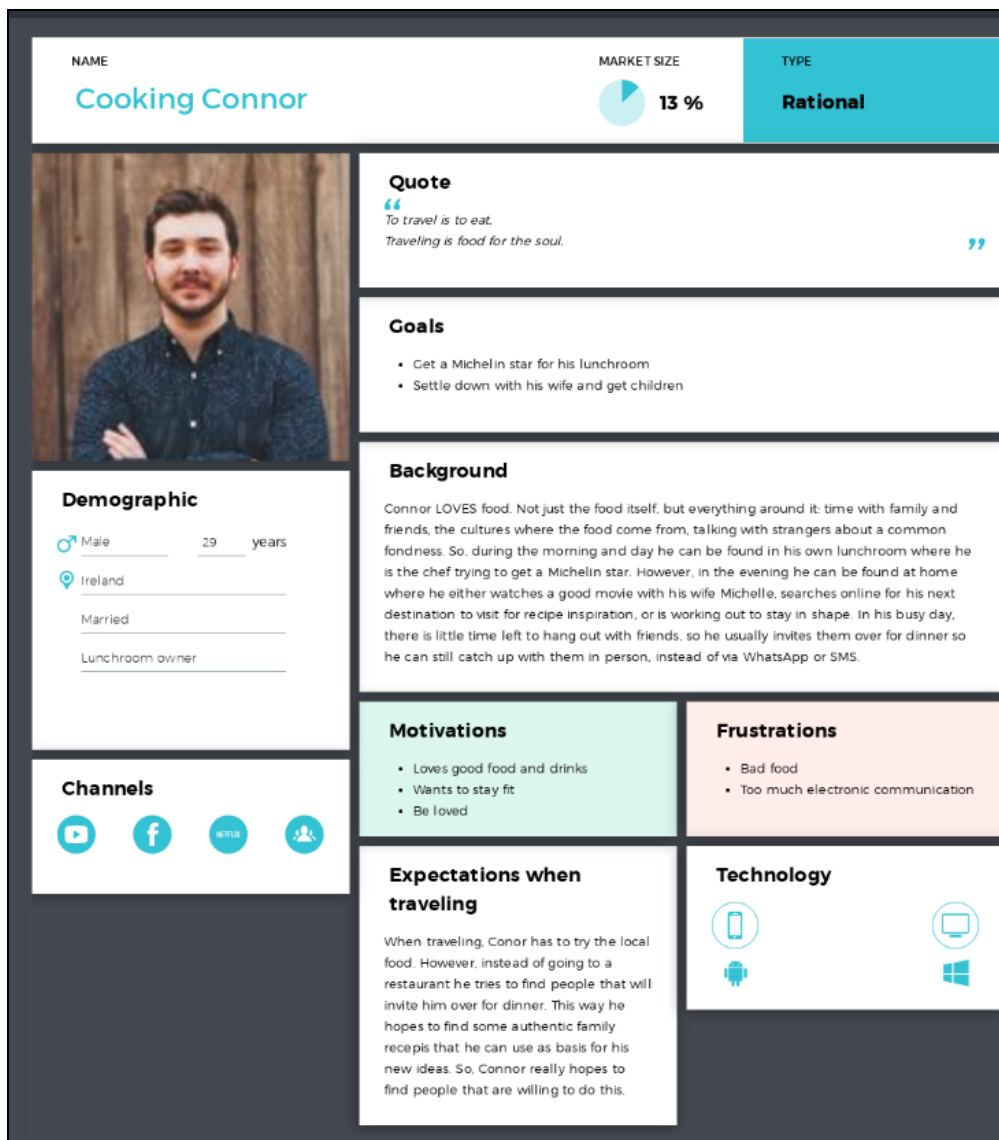 NAME
Cooking Connor
MARKET SIZE
13 %
TYPE
Rational
Quote
“
To travel is to eat.
Traveling is food for the soul.
”
Goals
• Get a Michelin star for his lunchroom
• Settle down with his wife and get children
Background
Connor LOVES food. Not just the food itself, but everything around it: time with family and
friends, the cultures where the food come from, talking with strangers about a common
fondness. So, during the morning and day he can be found in his own lunchroom where he
is the chef trying to get a Michelin star. However, in the evening he can be found at home
where he either watches a good movie with his wife Michelle, searches online for his next
destination to visit for recipe inspiration, or is working out to stay in shape. In his busy day,
there is little time left to hang out with friends, so he usually invites them over for dinner so
he can still catch up with them in person, instead of via WhatsApp or SMS.
Demographic
Male
29 years
Ireland
Married
Lunchroom owner
Channels
f
NETFLIX
Motivations
• Loves good food and drinks
• Wants to stay fit
• Be loved
Frustrations
• Bad food
• Too much electronic communication
Expectations when
traveling
When traveling, Conor has to try the local
food. However, instead of going to a
restaurant he tries to find people that will
invite him over for dinner. This way he
hopes to find some authentic family
recepis that he can use as basis for his
new ideas. So, Connor really hopes to
find people that are willing to do this.
Technology